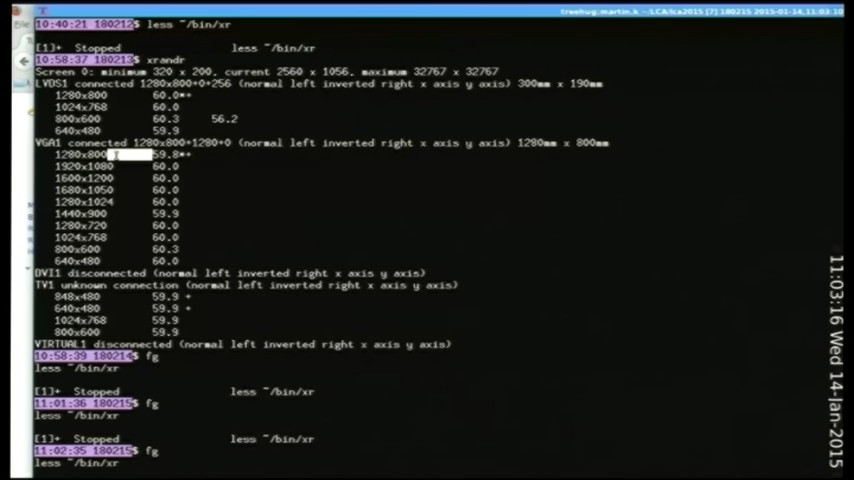 File
treehug:martin.k ~/LCA/lca2015 [7] 180215 2015-01-14,11:03:10
10:40:21 180212$ less ~/bin/xr
[1]+ Stopped less ~/bin/xr
10:58:37 180213$ xrandr
Screen 0: minimum 320 x 200, current 2560 x 1056, maximum 32767 x 32767
LVDS1 connected 1280x800+0+256 (normal left inverted right x axis y axis) 300mm x 190mm
1280x800 60.0*+
1024x768 60.0
800x600 60.3 56.2
640x480 59.9
VGA1 connected 1280x800+1280+0 (normal left inverted right x axis y axis) 1280mm x 800mm
1280x800 59.8*+
1920x1080 60.0
1600x1200 60.0
1680x1050 60.0
1280x1024 60.0
1440x900 59.9
1280x720 60.0
1024x768 60.0
800x600 60.3
640x480 60.0
DVI1 disconnected (normal left inverted right x axis y axis)
TV1 unknown connection (normal left inverted right x axis y axis)
848x480 59.9 +
640x480 59.9 +
1024x768 59.9
800x600 59.9
VIRTUAL1 disconnected (normal left inverted right x axis y axis)
10:58:39 180214$ fg
less ~/bin/xr
[1]+ Stopped less ~/bin/xr
11:01:36 180215$ fg
less ~/bin/xr
[1]+ Stopped less ~/bin/xr
11:02:35 180215$ fg
less ~/bin/xr
11:03:16 Wed 14-Jan-2015